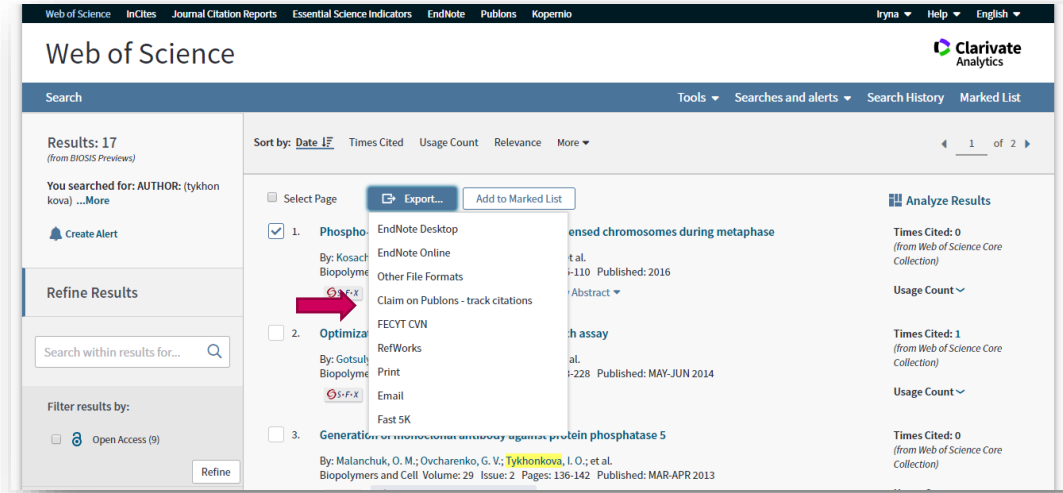 Web of Science InCites Journal Citation Reports Essential Science Indicators EndNote Publons Kopernio Iryna Help English
Web of Science
Clarivate
Analytics
Search Tools Searches and alerts Search History Marked List
Results: 17
(from BIOSIS Previews)
You searched for: AUTHOR: (tykhon
kova) ...More
Create Alert
Refine Results
Search within results for...
Filter results by:
Open Access (9)
Refine
Sort by: Date Times Cited Usage Count Relevance More
1 of 2
Select Page Export... Add to Marked List
Analyze Results
EndNote Desktop
EndNote Online
Other File Formats
Claim on Publons - track citations
FECYT CVN
RefWorks
Print
Email
Fast 5K
1. Phospho- ensed chromosomes during metaphase
By: Kosach et al.
Biopolyme -110 Published: 2016
S·F·X Abstract
Times Cited: 0
(from Web of Science Core
Collection)
Usage Count
2. Optimizat h assay
By: Gotsuly al.
Biopolyme -228 Published: MAY-JUN 2014
S·F·X
Times Cited: 1
(from Web of Science Core
Collection)
Usage Count
3. Generation of monoclonal antibody against protein phosphatase 5
By: Malanchuk, O. M.; Ovcharenko, G. V.; Tykhonkova, I. O.; et al.
Biopolymers and Cell Volume: 29 Issue: 2 Pages: 136-142 Published: MAR-APR 2013
Times Cited: 0
(from Web of Science Core
Collection)